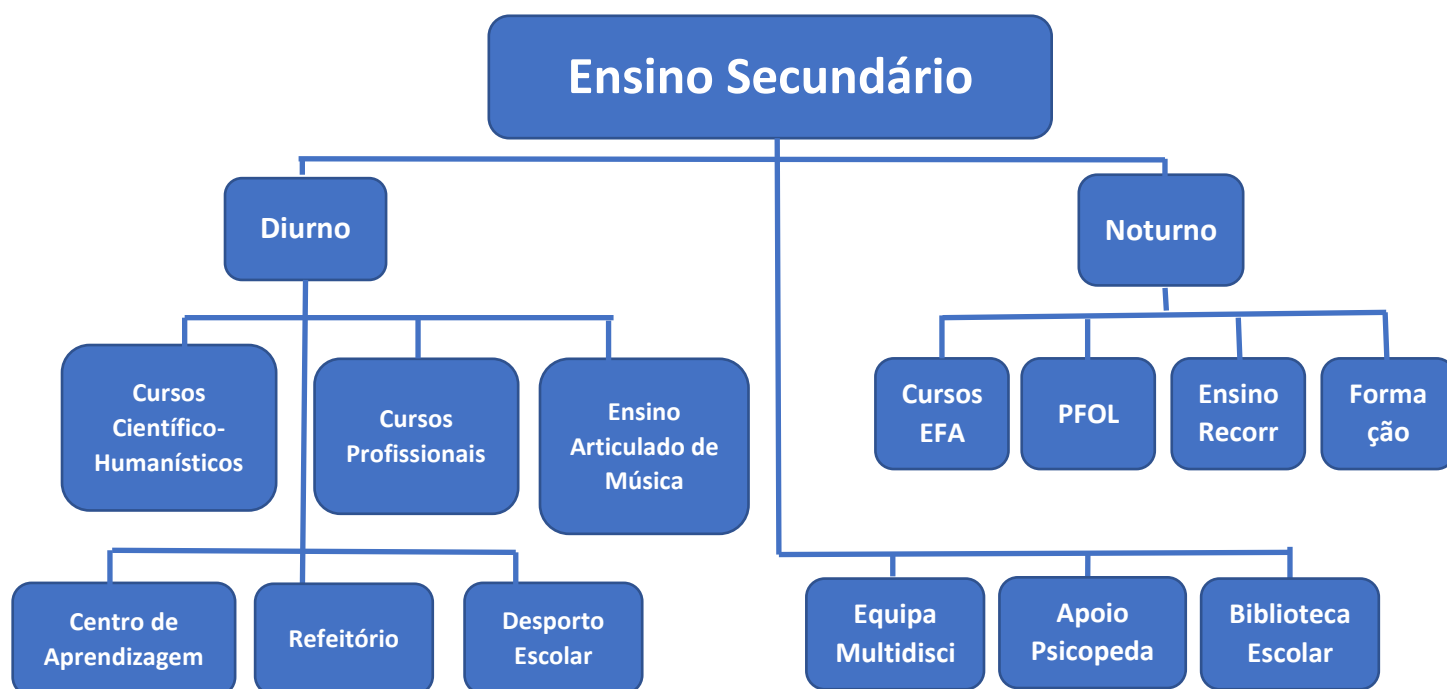 Ensino Secundário
Diurno
Noturno
Cursos
Científico-
Humanísticos
Cursos
Profissionais
Ensino
Articulado de
Música
Cursos
EFA
PFOL
Ensino
Recorr
Forma
ção
Centro de
Aprendizagem
Refeitório
Desporto
Escolar
Equipa
Multidisci
Apoio
Psicopeda
Biblioteca
Escolar